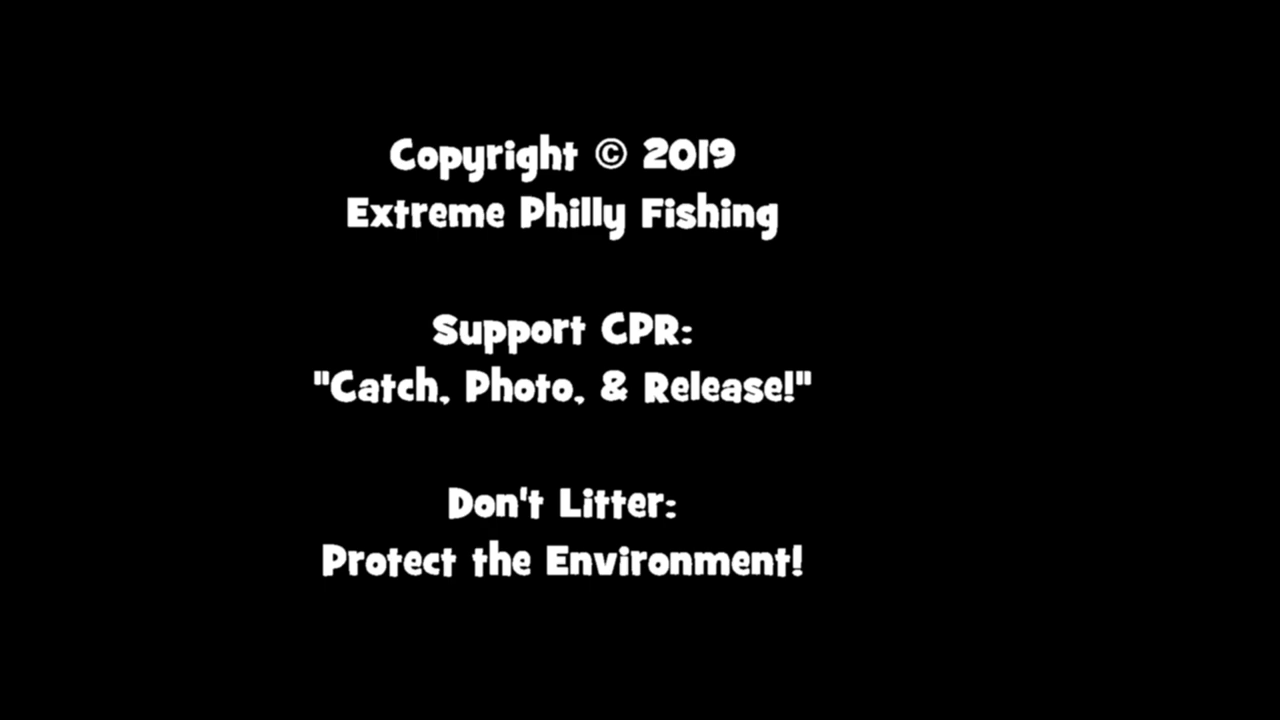 Copyright © 2019
Extreme Philly Fishing
Support CPR:
"Catch, Photo, & Release!"
Don't Litter:
Protect the Environment!